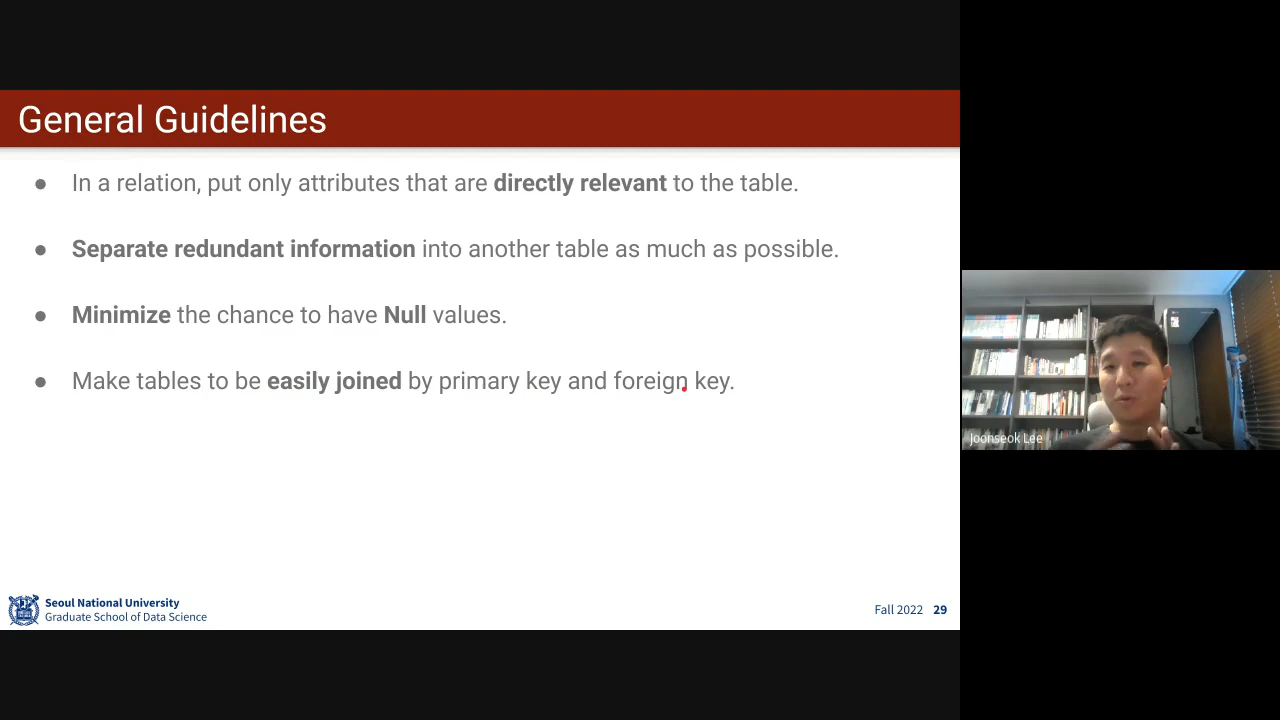 General Guidelines
● In a relation, put only attributes that are directly relevant to the table.
● Separate redundant information into another table as much as possible.
● Minimize the chance to have Null values.
● Make tables to be easily joined by primary key and foreign key.
Seoul National University
Graduate School of Data Science
Fall 2022 29
Joonseok Lee